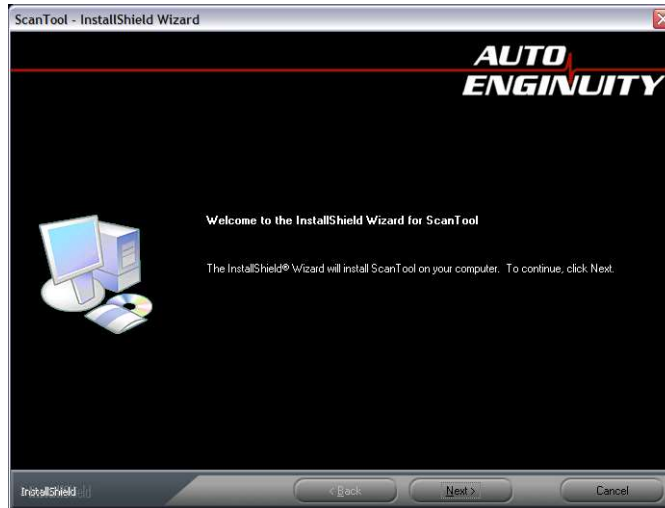 ScanTool - InstallShield Wizard
AUTO
ENGINUITY
Welcome to the InstallShield Wizard for ScanTool
The InstallShield® Wizard will install ScanTool on your computer. To continue, click Next.
InstallShield
< Back
Next >
Cancel